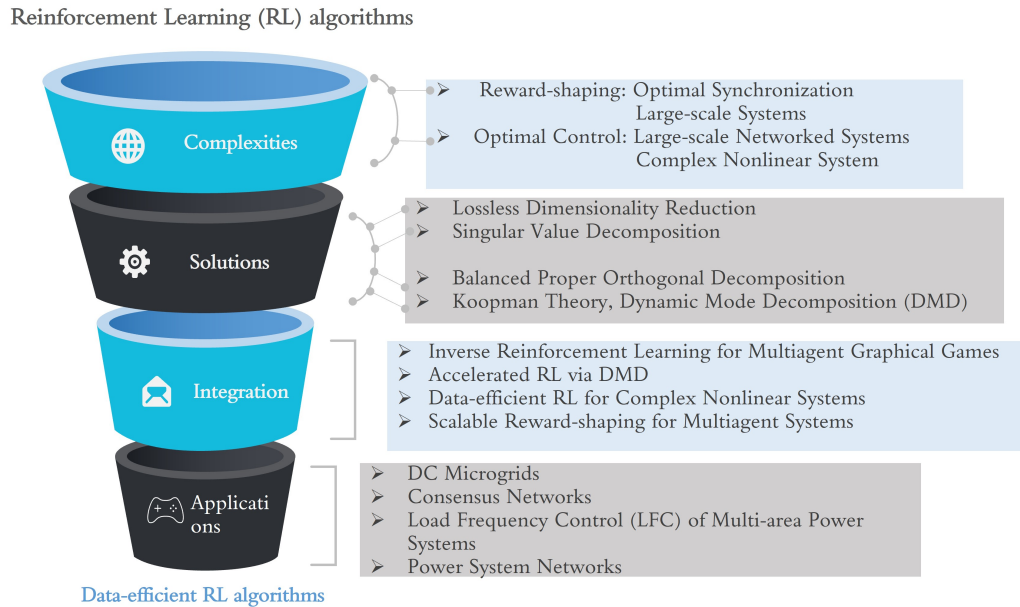 Reinforcement Learning (RL) algorithms
Complexities
➢ Reward-shaping: Optimal Synchronization
Large-scale Systems
➢ Optimal Control: Large-scale Networked Systems
Complex Nonlinear System
Solutions
➢ Lossless Dimensionality Reduction
➢ Singular Value Decomposition
➢ Balanced Proper Orthogonal Decomposition
➢ Koopman Theory, Dynamic Mode Decomposition (DMD)
Integration
➢ Inverse Reinforcement Learning for Multiagent Graphical Games
➢ Accelerated RL via DMD
➢ Data-efficient RL for Complex Nonlinear Systems
➢ Scalable Reward-shaping for Multiagent Systems
Applicati
ons
➢ DC Microgrids
➢ Consensus Networks
➢ Load Frequency Control (LFC) of Multi-area Power
Systems
➢ Power System Networks
Data-efficient RL algorithms